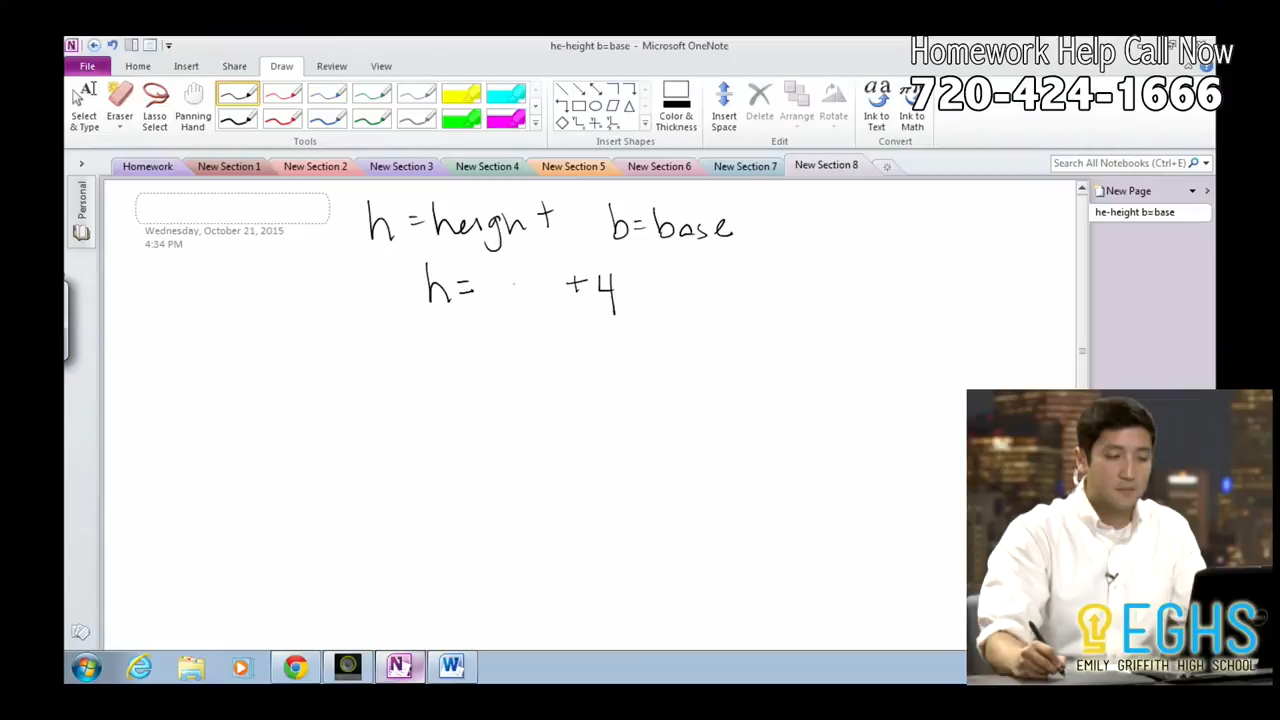 he-height b=base - Microsoft OneNote
Homework Help Call Now
720-424-1666
File Home Insert Share Draw Review View
Select & Type
Eraser
Lasso Select
Panning Hand
Color & Thickness
Insert Space
Delete
Arrange
Rotate
Ink to Text
Ink to Math
Tools
Insert Shapes
Edit
Convert
Homework New Section 1 New Section 2 New Section 3 New Section 4 New Section 5 New Section 6 New Section 7 New Section 8
Search All Notebooks (Ctrl+E)
Personal
New Page
he-height b=base
Wednesday, October 21, 2015
4:34 PM
h = height b = base
h = +4
EGHS
EMILY GRIFFITH HIGH SCHOOL